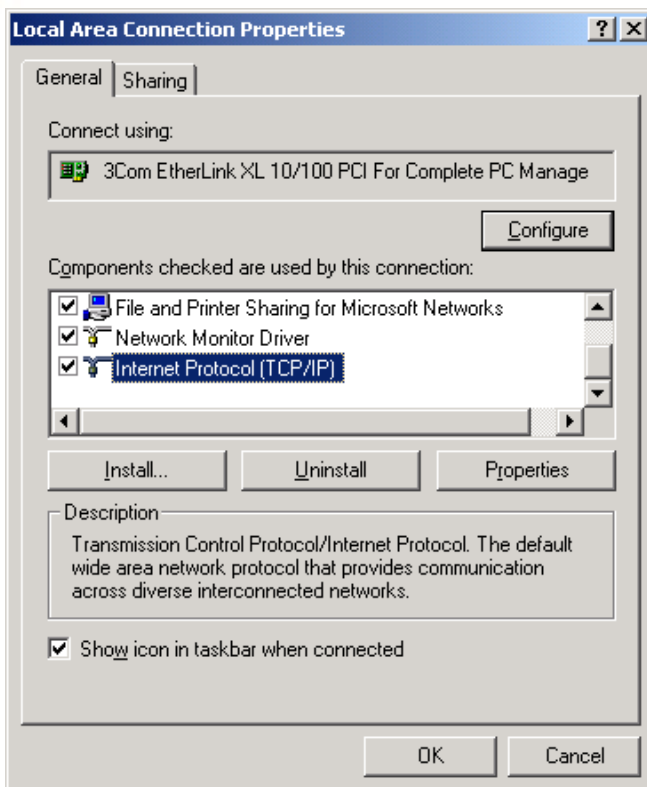 Local Area Connection Properties
General
Sharing
Connect using:
3Com EtherLink XL 10/100 PCI For Complete PC Manage
Configure
Components checked are used by this connection:
File and Printer Sharing for Microsoft Networks
Network Monitor Driver
Internet Protocol (TCP/IP)
Install...
Uninstall
Properties
Description
Transmission Control Protocol/Internet Protocol. The default
wide area network protocol that provides communication
across diverse interconnected networks.
Show icon in taskbar when connected
OK
Cancel